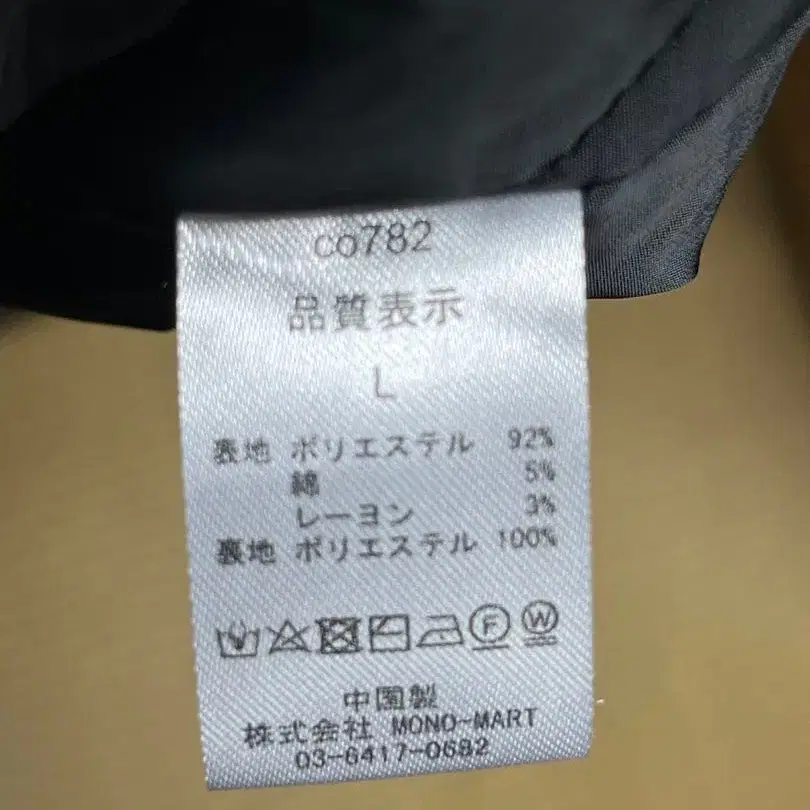 co782
品質表示
L
表地 ポリエステル 92%
綿 5%
レーヨン 3%
裏地 ポリエステル 100%
F W
中国製
株式会社 MONO-MART
03-6417-0682